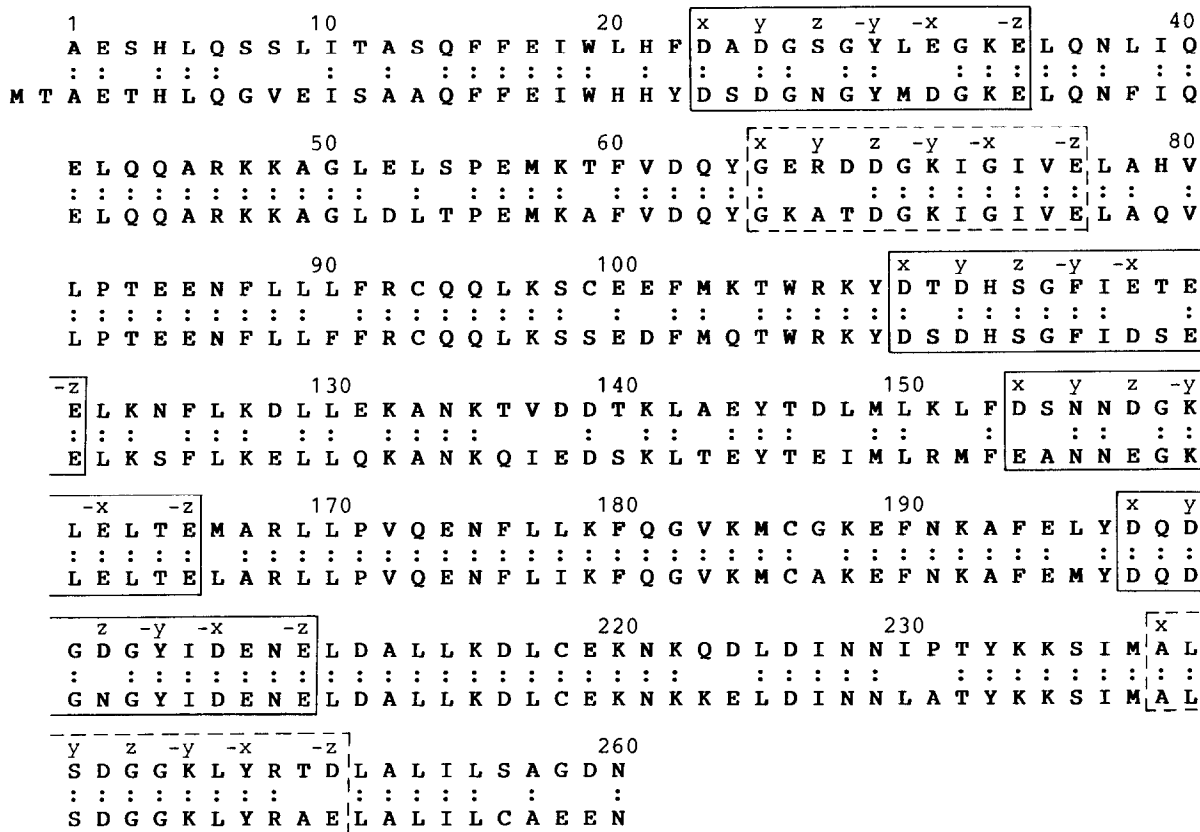 1 10 20 x y z -y -x -z 40
A E S H L Q S S L I T A S Q F F E I W L H F D A D G S G Y L E G K E L Q N L I Q
: : : : : : : : : : : : : : : : : : : : : : : : : : :
M T A E T H L Q G V E I S A A Q F F E I W H H Y D S D G N G Y M D G K E L Q N F I Q
50 60 x y z -y -x -z 80
E L Q Q A R K K A G L E L S P E M K T F V D Q Y G E R D D G K I G I V E L A H V
: : : : : : : : : : : : : : : : : : : : : : : : : : : : : : : : :
E L Q Q A R K K A G L D L T P E M K A F V D Q Y G K A T D G K I G I V E L A Q V
90 100 x y z -y -x
L P T E E N F L L L F R C Q Q L K S C E E F M K T W R K Y D T D H S G F I E T E
: : : : : : : : : : : : : : : : : : : : : : : : : : : : : : : : :
L P T E E N F L L F F R C Q Q L K S S E D F M Q T W R K Y D S D H S G F I D S E
-z 130 140 150 x y z -y
E L K N F L K D L L E K A N K T V D D T K L A E Y T D L M L K L F D S N N D G K
: : : : : : : : : : : : : : : : : : : : : : : : :
E L K S F L K E L L Q K A N K Q I E D S K L T E Y T E I M L R M F E A N N E G K
-x -z 170 180 190 x y
L E L T E M A R L L P V Q E N F L L K F Q G V K M C G K E F N K A F E L Y D Q D
: : : : : : : : : : : : : : : : : : : : : : : : : : : : : : : : : : : :
L E L T E L A R L L P V Q E N F L I K F Q G V K M C A K E F N K A F E M Y D Q D
z -y -x -z 220 230 x
G D G Y I D E N E L D A L L K D L C E K N K Q D L D I N N I P T Y K K S I M A L
: : : : : : : : : : : : : : : : : : : : : : : : : : : : : : : : : : :
G N G Y I D E N E L D A L L K D L C E K N K K E L D I N N L A T Y K K S I M A L
y z -y -x -z 260
S D G G K L Y R T D L A L I L S A G D N
: : : : : : : : : : : : : : :
S D G G K L Y R A E L A L I L C A E E N